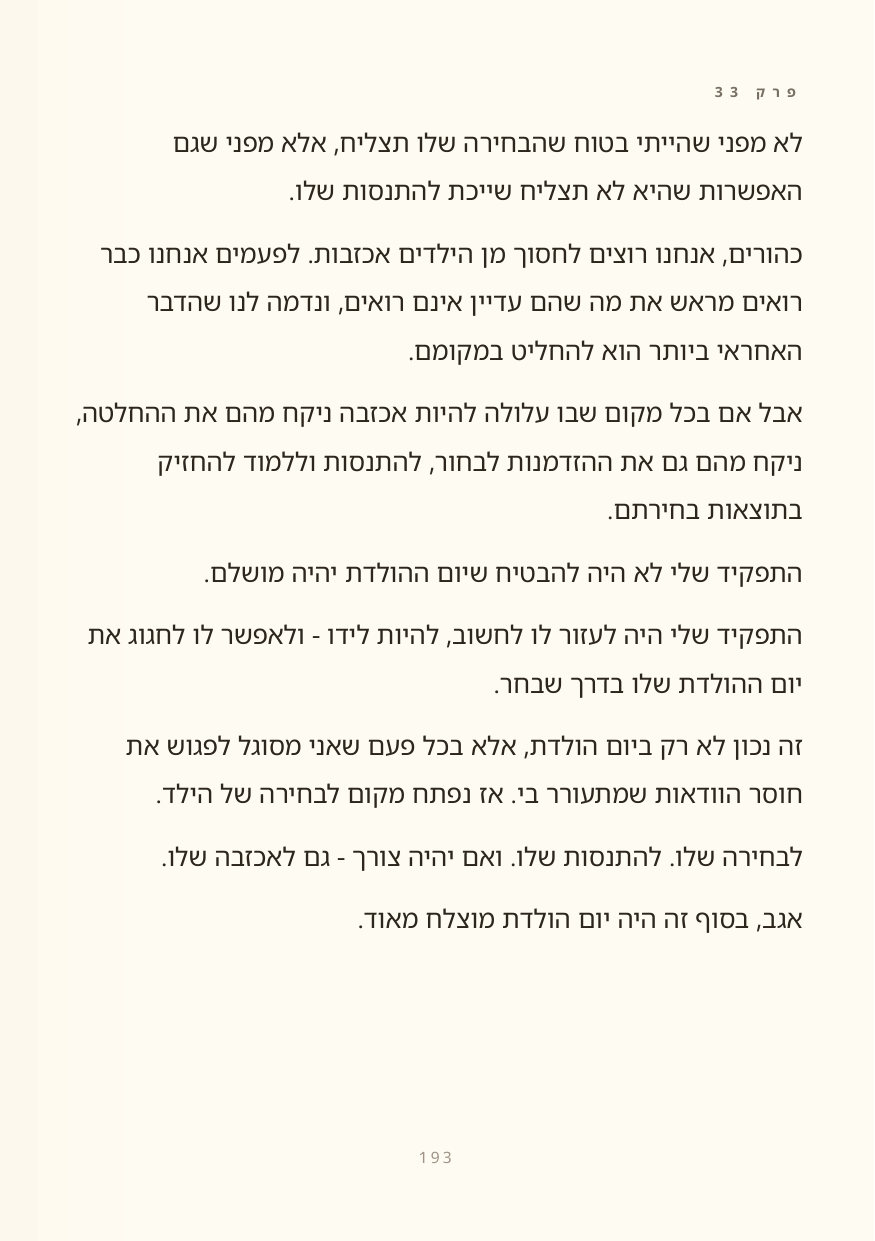 פרק 33
לא מפני שהייתי בטוח שהבחירה שלו תצליח, אלא מפני שגם
האפשרות שהיא לא תצליח שייכת להתנסות שלו.
כהורים, אנחנו רוצים לחסוך מן הילדים אכזבות. לפעמים אנחנו כבר
רואים מראש את מה שהם עדיין אינם רואים, ונדמה לנו שהדבר
האחראי ביותר הוא להחליט במקומם.
אבל אם בכל מקום שבו עלולה להיות אכזבה ניקח מהם את ההחלטה,
ניקח מהם גם את ההזדמנות לבחור, להתנסות וללמוד להחזיק
בתוצאות בחירתם.
התפקיד שלי לא היה להבטיח שיום ההולדת יהיה מושלם.
התפקיד שלי היה לעזור לו לחשוב, להיות לידו - ולאפשר לו לחגוג את
יום ההולדת שלו בדרך שבחר.
זה נכון לא רק ביום הולדת, אלא בכל פעם שאני מסוגל לפגוש את
חוסר הוודאות שמתעורר בי. אז נפתח מקום לבחירה של הילד.
לבחירה שלו. להתנסות שלו. ואם יהיה צורך - גם לאכזבה שלו.
אגב, בסוף זה היה יום הולדת מוצלח מאוד.
193